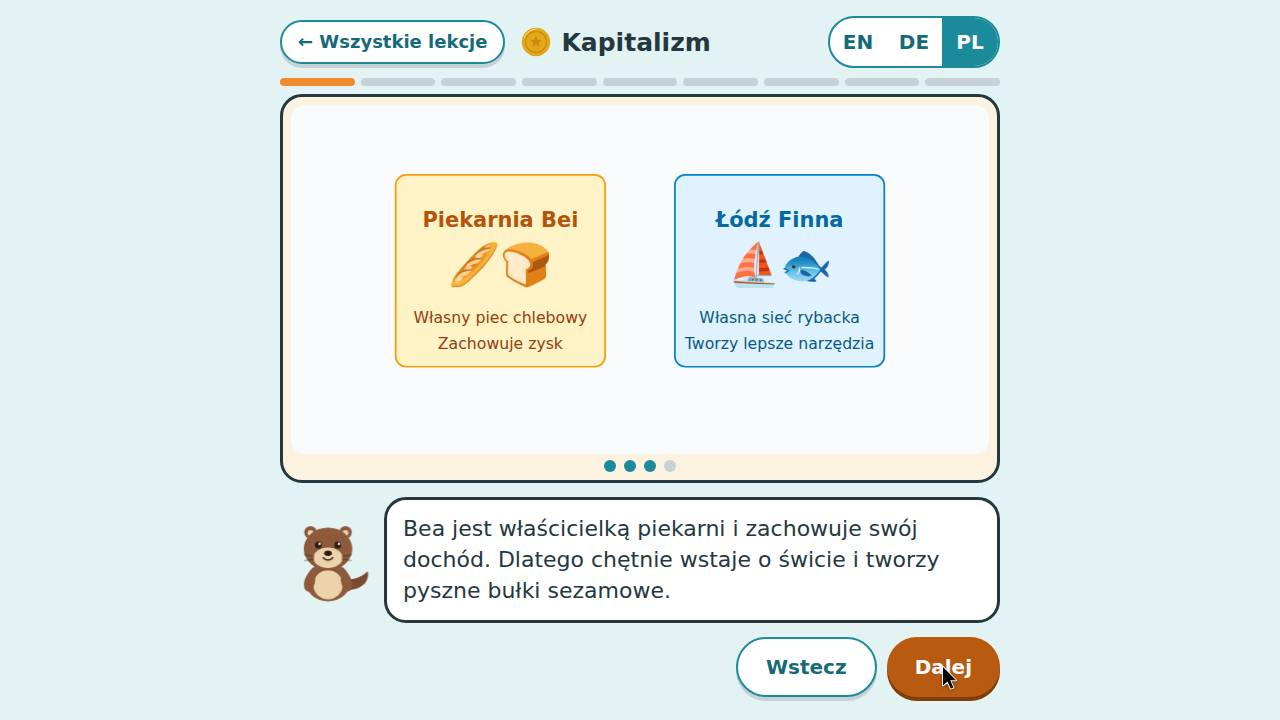 ← Wszystkie lekcje
Kapitalizm
EN DE PL
Piekarnia Bei
Własny piec chlebowy
Zachowuje zysk
Łódź Finna
Własna sieć rybacka
Tworzy lepsze narzędzia
Bea jest właścicielką piekarni i zachowuje swój
dochód. Dlatego chętnie wstaje o świcie i tworzy
pyszne bułki sezamowe.
Wstecz
Dalej